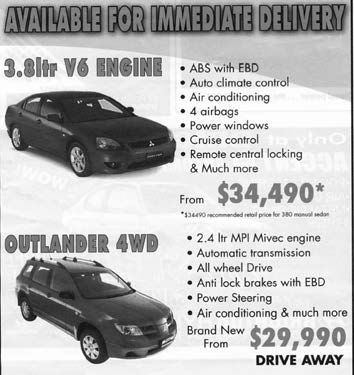 AVAILABLE FOR IMMEDIATE DELIVERY
3.8ltr V6 ENGINE
• ABS with EBD
• Auto climate control
• Air conditioning
• 4 airbags
• Power windows
• Cruise control
• Remote central locking
& Much more
From $34,490*
*$34490 recommended retail price for 380 manual sedan
OUTLANDER 4WD
• 2.4 ltr MPI Mivec engine
• Automatic transmission
• All wheel Drive
• Anti lock brakes with EBD
• Power Steering
• Air conditioning & much more
Brand New
From $29,990
DRIVE AWAY